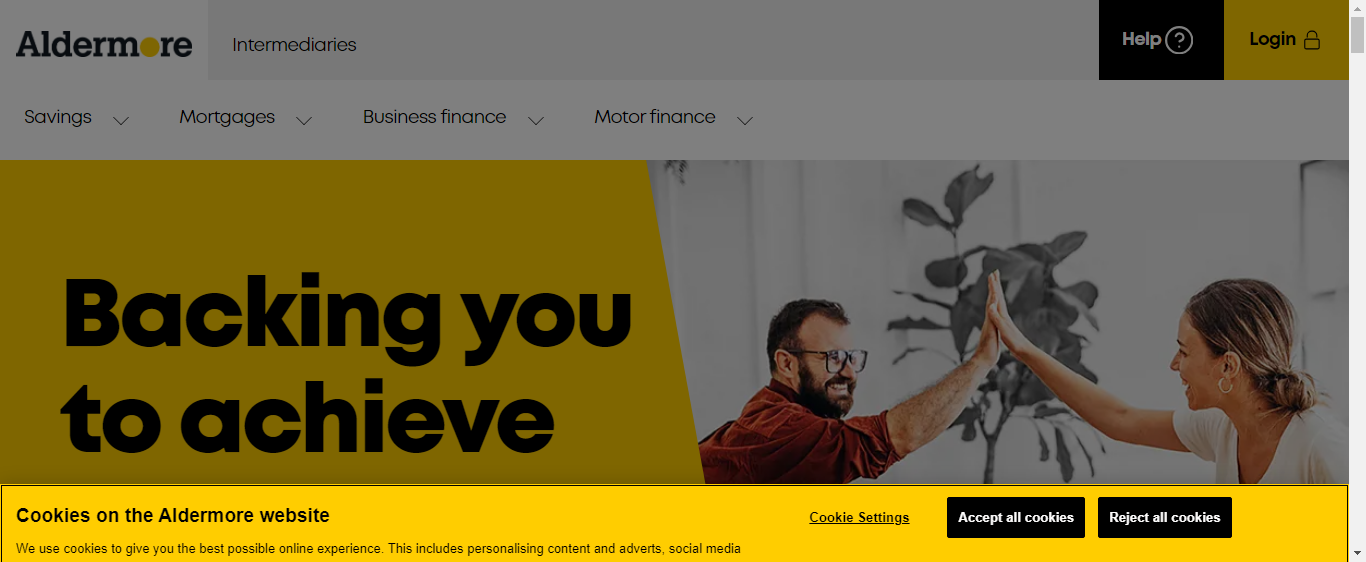 Aldermore
Intermediaries
Help
Login
Savings
Mortgages
Business finance
Motor finance
Backing you
to achieve
Cookies on the Aldermore website
We use cookies to give you the best possible online experience. This includes personalising content and adverts, social media
Cookie Settings
Accept all cookies
Reject all cookies